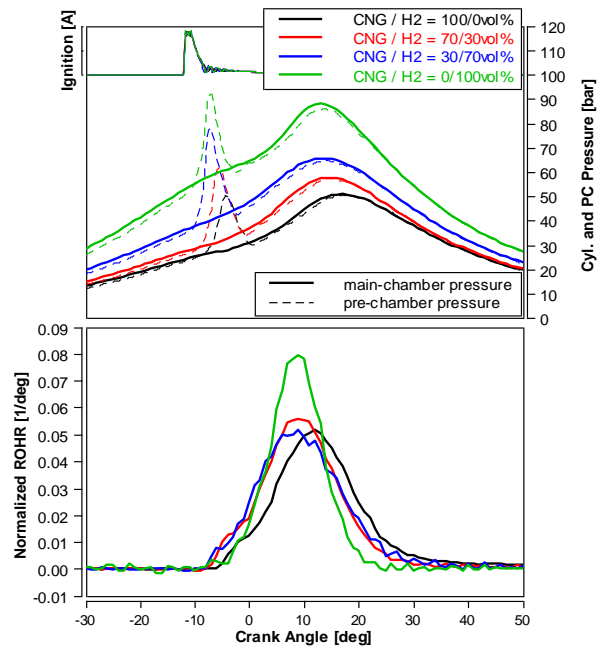 Ignition [A]
CNG / H2 = 100/0vol%
CNG / H2 = 70/30vol%
CNG / H2 = 30/70vol%
CNG / H2 = 0/100vol%
120
110
100
90
80
70
60
50
40
30
20
10
0
Cyl. and PC Pressure [bar]
main-chamber pressure
pre-chamber pressure
Normalized ROHR [1/deg]
0.09
0.08
0.07
0.06
0.05
0.04
0.03
0.02
0.01
0.00
-0.01
-30 -20 -10 0 10 20 30 40 50
Crank Angle [deg]